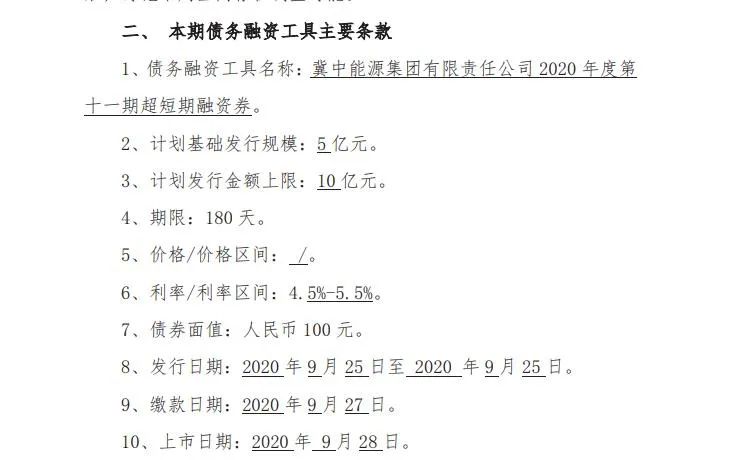 二、 本期债务融资工具主要条款
1、债务融资工具名称：冀中能源集团有限责任公司 2020 年度第
十一期超短期融资券。
2、计划基础发行规模：5 亿元。
3、计划发行金额上限：10 亿元。
4、期限：180 天。
5、价格/价格区间： /。
6、利率/利率区间：4.5%-5.5%。
7、债券面值：人民币 100 元。
8、发行日期：2020 年 9 月 25 日至 2020 年 9 月 25 日。
9、缴款日期：2020 年 9 月 27 日。
10、上市日期：2020 年 9 月 28 日。